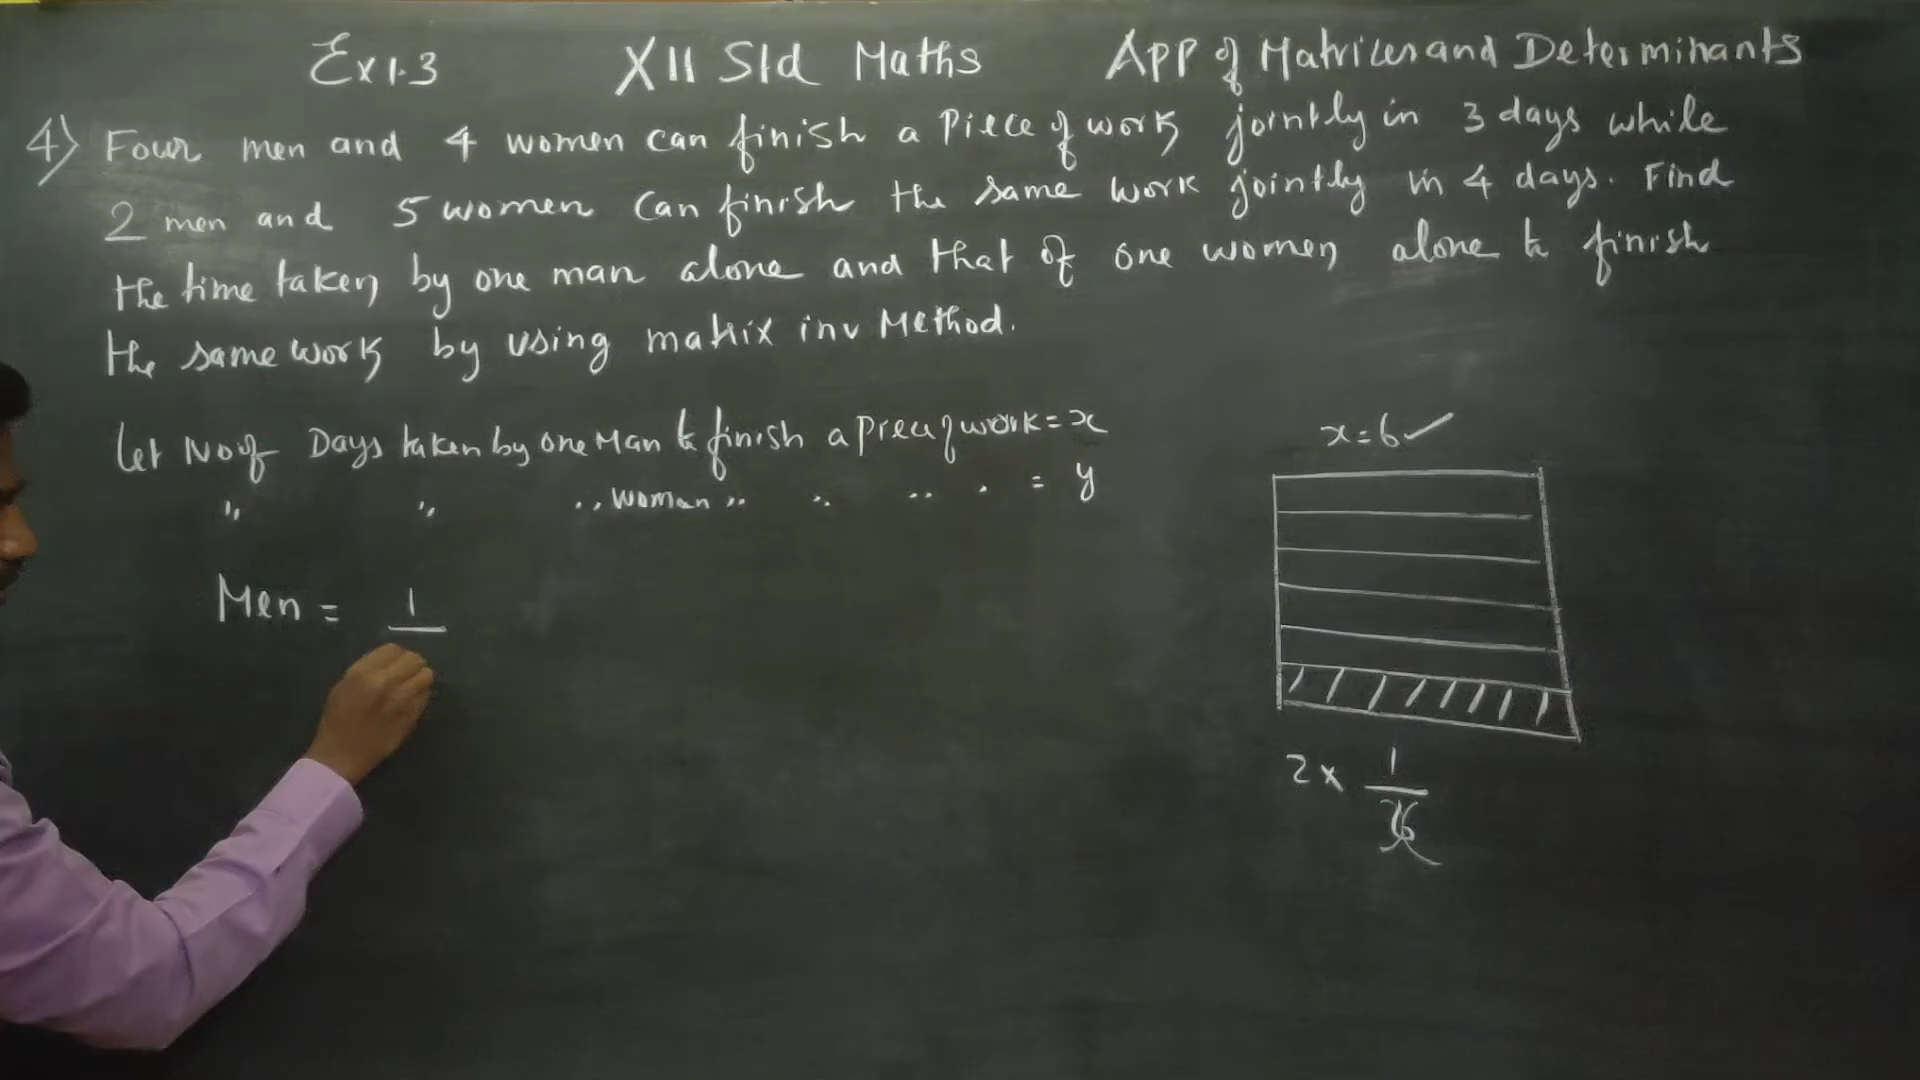 Ex 1.3 XII Std Maths App of Matrices and Determinants
4) Four men and 4 women can finish a Piece of work jointly in 3 days while
2 men and 5 women can finish the same work jointly in 4 days. Find
the time taken by one man alone and that of one women alone to finish
the same work by using matrix inv Method.
Let No of Days taken by one Man to finish a piece of work = x
" " " woman " " " " = y
Men = 1
x = 6 ✓
2 x 1
6